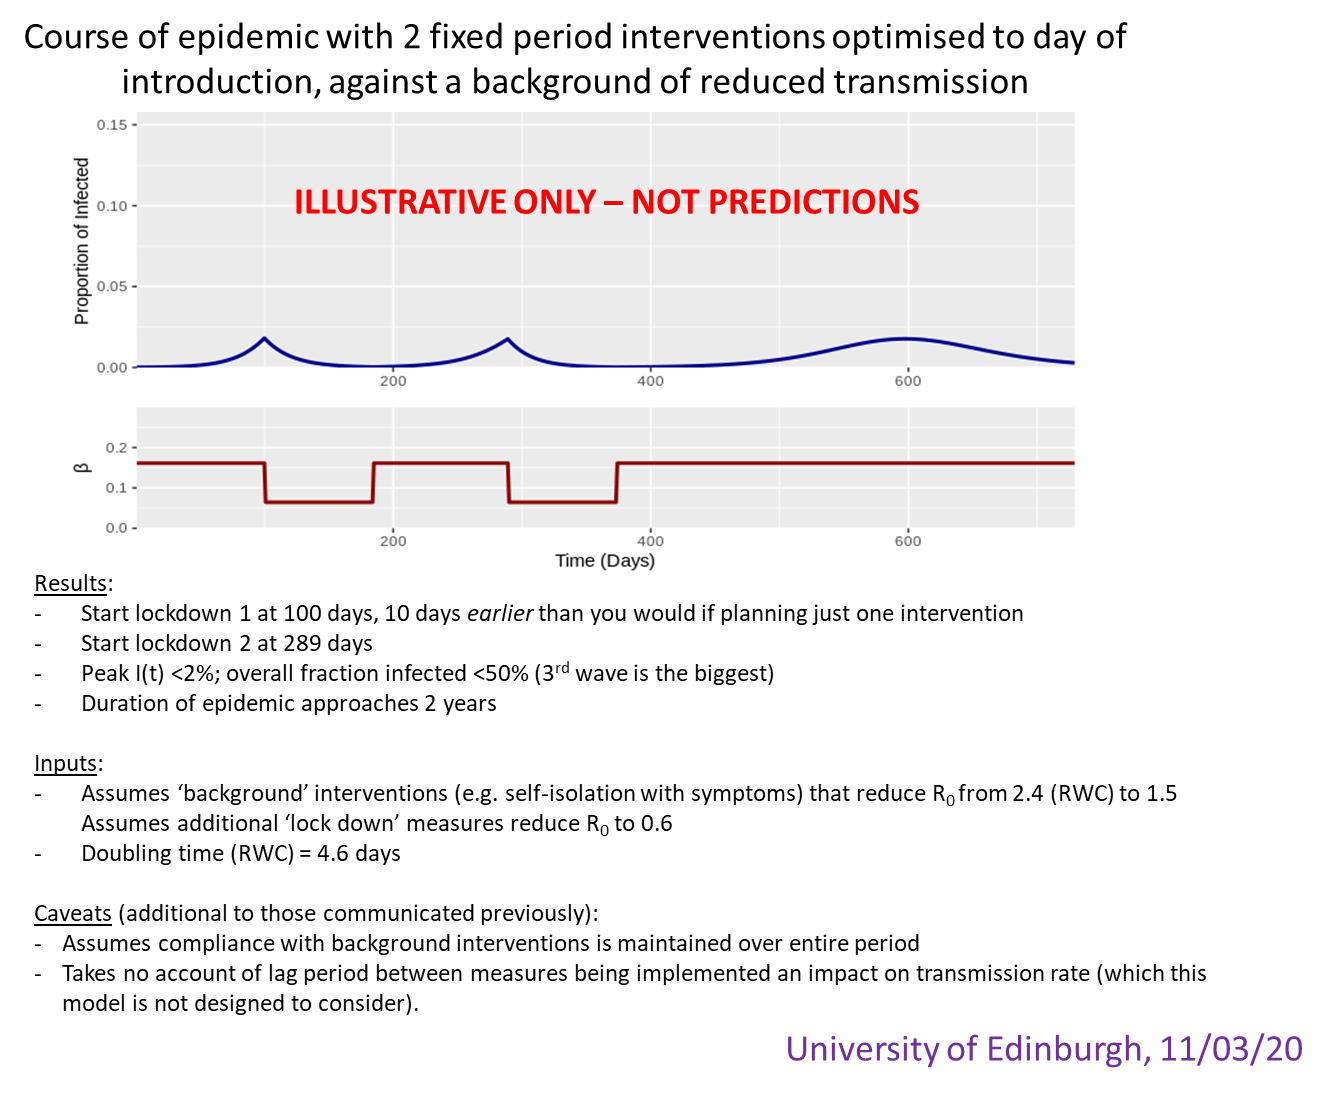 Course of epidemic with 2 fixed period interventions optimised to day of
introduction, against a background of reduced transmission
ILLUSTRATIVE ONLY – NOT PREDICTIONS
Proportion of Infected
0.15
0.10
0.05
0.00
200
400
600
β
0.2
0.1
0.0
200
400
600
Time (Days)
Results:
- Start lockdown 1 at 100 days, 10 days earlier than you would if planning just one intervention
- Start lockdown 2 at 289 days
- Peak I(t) <2%; overall fraction infected <50% (3rd wave is the biggest)
- Duration of epidemic approaches 2 years
Inputs:
- Assumes ‘background’ interventions (e.g. self-isolation with symptoms) that reduce R0 from 2.4 (RWC) to 1.5
Assumes additional ‘lock down’ measures reduce R0 to 0.6
- Doubling time (RWC) = 4.6 days
Caveats (additional to those communicated previously):
- Assumes compliance with background interventions is maintained over entire period
- Takes no account of lag period between measures being implemented an impact on transmission rate (which this
model is not designed to consider).
University of Edinburgh, 11/03/20